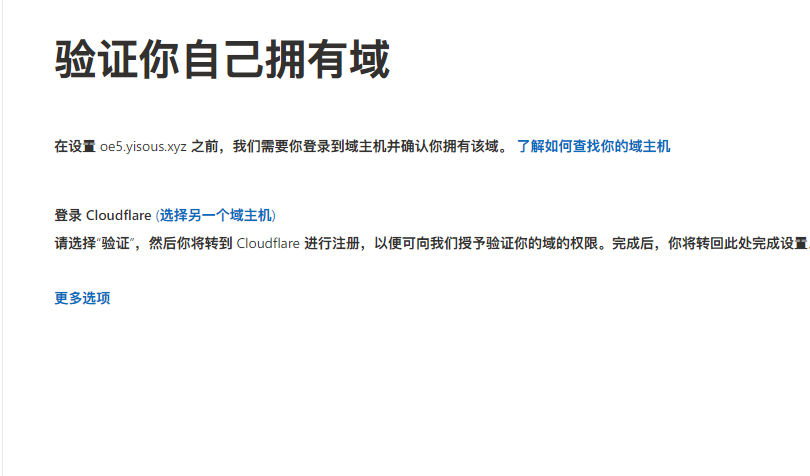 验证你自己拥有域
在设置 oe5.yisous.xyz 之前，我们需要你登录到域主机并确认你拥有该域。 了解如何查找你的域主机
登录 Cloudflare (选择另一个域主机)
请选择“验证”，然后你将转到 Cloudflare 进行注册，以便可向我们授予验证你的域的权限。完成后，你将转回此处完成设置
更多选项